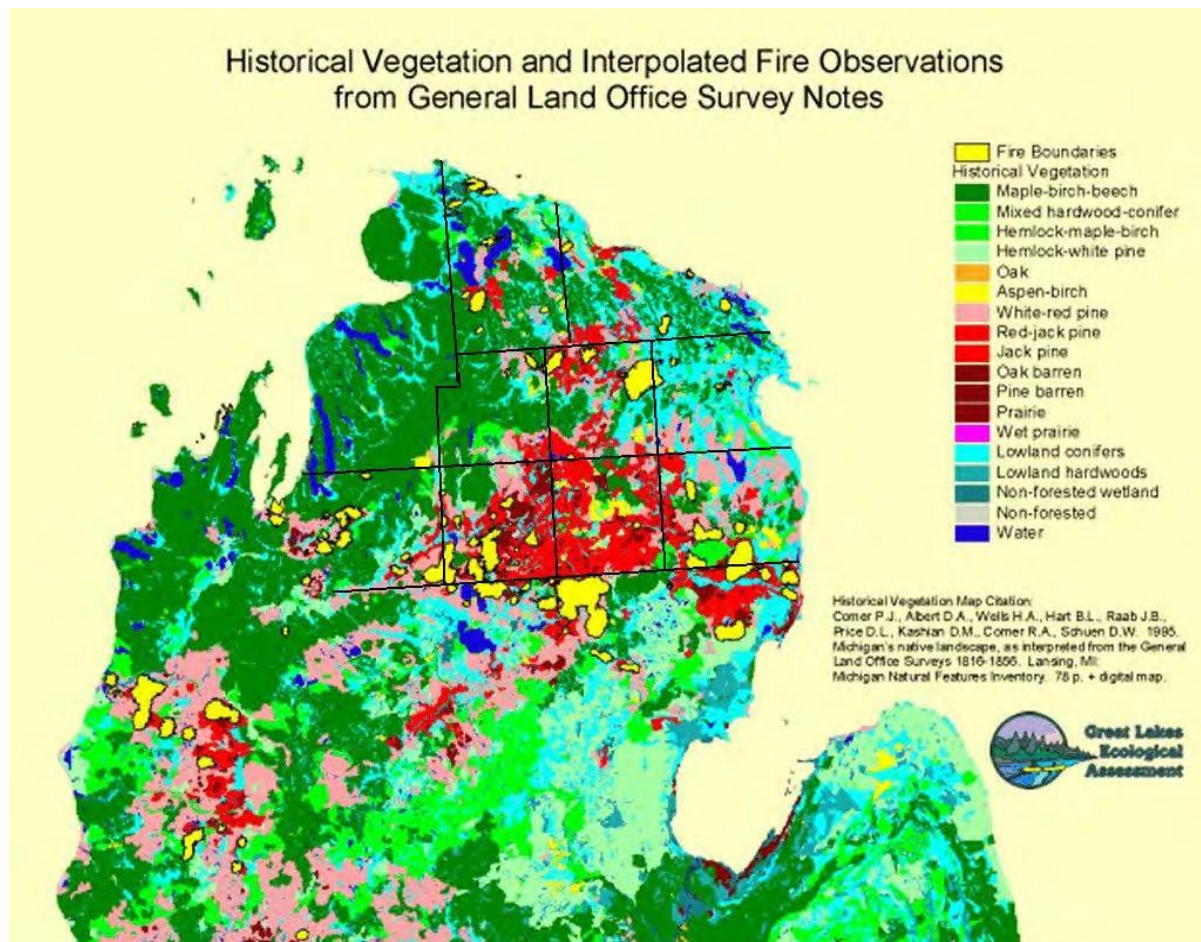 Historical Vegetation and Interpolated Fire Observations
from General Land Office Survey Notes
Fire Boundaries
Historical Vegetation
Maple-birch-beech
Mixed hardwood-conifer
Hemlock-maple-birch
Hemlock-white pine
Oak
Aspen-birch
White-red pine
Red-jack pine
Jack pine
Oak barren
Pine barren
Prairie
Wet prairie
Lowland conifers
Lowland hardwoods
Non-forested wetland
Non-forested
Water
Historical Vegetation Map Citation:
Comer P.J., Albert D.A., Wells H.A., Hart B.L., Raab J.B.,
Price D.L., Kashian D.M., Corner R.A., Schuen D.W. 1995.
Michigan's native landscape, as interpreted from the General
Land Office Surveys 1816-1856. Lansing, MI:
Michigan Natural Features Inventory. 78 p. + digital map.
Great Lakes
Ecological
Assessment